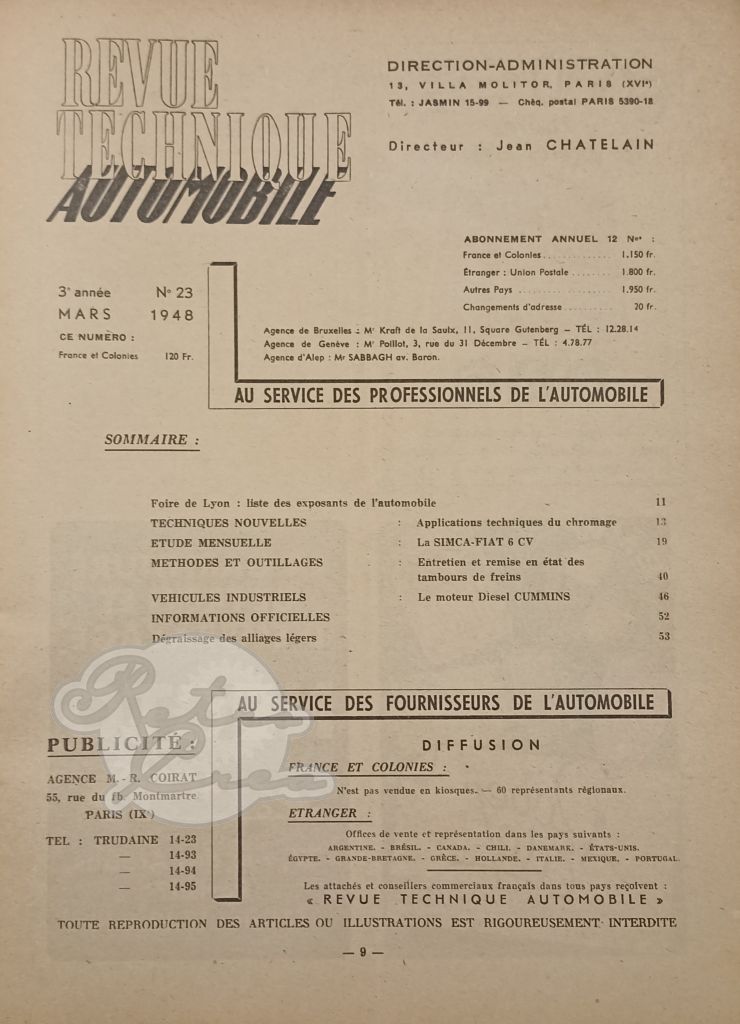 REVUE
TECHNIQUE
AUTOMOBILE
DIRECTION-ADMINISTRATION
13, VILLA MOLITOR, PARIS (XVIe)
Tél. : JASMIN 15-99 — Chèq. postal PARIS 5390-18
Directeur : Jean CHATELAIN
ABONNEMENT ANNUEL 12 Nos :
France et Colonies............ 1.150 fr.
Étranger : Union Postale ....... 1.800 fr.
Autres Pays ................ 1.950 fr.
Changements d'adresse......... 20 fr.
3e année No 23
MARS 1948
CE NUMÉRO :
France et Colonies 120 Fr.
Agence de Bruxelles : Mr Kraft de la Saulx, 11, Square Gutenberg — TÉL : 12.28.14
Agence de Genève : Mr Poillot, 3, rue du 31 Décembre — TÉL : 4.78.77
Agence d'Alep : Mr SABBAGH av. Baron.
AU SERVICE DES PROFESSIONNELS DE L'AUTOMOBILE
SOMMAIRE :
Foire de Lyon : liste des exposants de l'automobile 11
TECHNIQUES NOUVELLES : Applications techniques du chromage 13
ETUDE MENSUELLE : La SIMCA-FIAT 6 CV 19
METHODES ET OUTILLAGES : Entretien et remise en état des
tambours de freins 40
VEHICULES INDUSTRIELS : Le moteur Diesel CUMMINS 46
INFORMATIONS OFFICIELLES 52
Dégraissage des alliages légers 53
Retro Crea
AU SERVICE DES FOURNISSEURS DE L'AUTOMOBILE
PUBLICITÉ :
AGENCE M.-R. COIRAT
55, rue du fb. Montmartre
PARIS (IXe)
TEL : TRUDAINE 14-23
— 14-93
— 14-94
— 14-95
DIFFUSION
FRANCE ET COLONIES :
N'est pas vendue en kiosques. — 60 représentants régionaux.
ETRANGER :
Offices de vente et représentation dans les pays suivants :
ARGENTINE. - BRÉSIL. - CANADA. - CHILI. - DANEMARK. - ÉTATS-UNIS.
ÉGYPTE. - GRANDE-BRETAGNE. - GRÈCE. - HOLLANDE. - ITALIE. - MEXIQUE. - PORTUGAL.
Les attachés et conseillers commerciaux français dans tous pays reçoivent :
« REVUE TECHNIQUE AUTOMOBILE »
TOUTE REPRODUCTION DES ARTICLES OU ILLUSTRATIONS EST RIGOUREUSEMENT INTERDITE
— 9 —